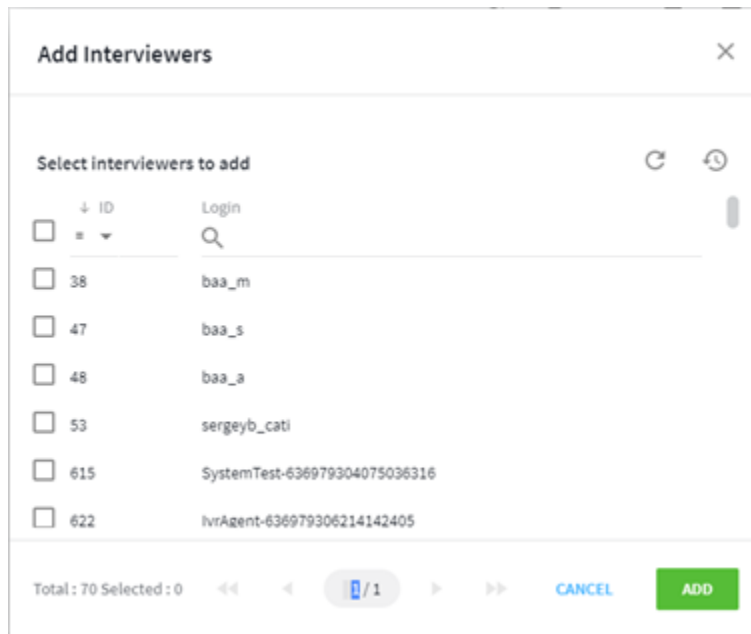 Add Interviewers
Select interviewers to add
ID Login
=
38 baa_m
47 baa_s
48 baa_a
53 sergeyb_cati
615 SystemTest-636979304075036316
622 IvrAgent-636979306214142405
Total : 70 Selected : 0 1 / 1 CANCEL ADD